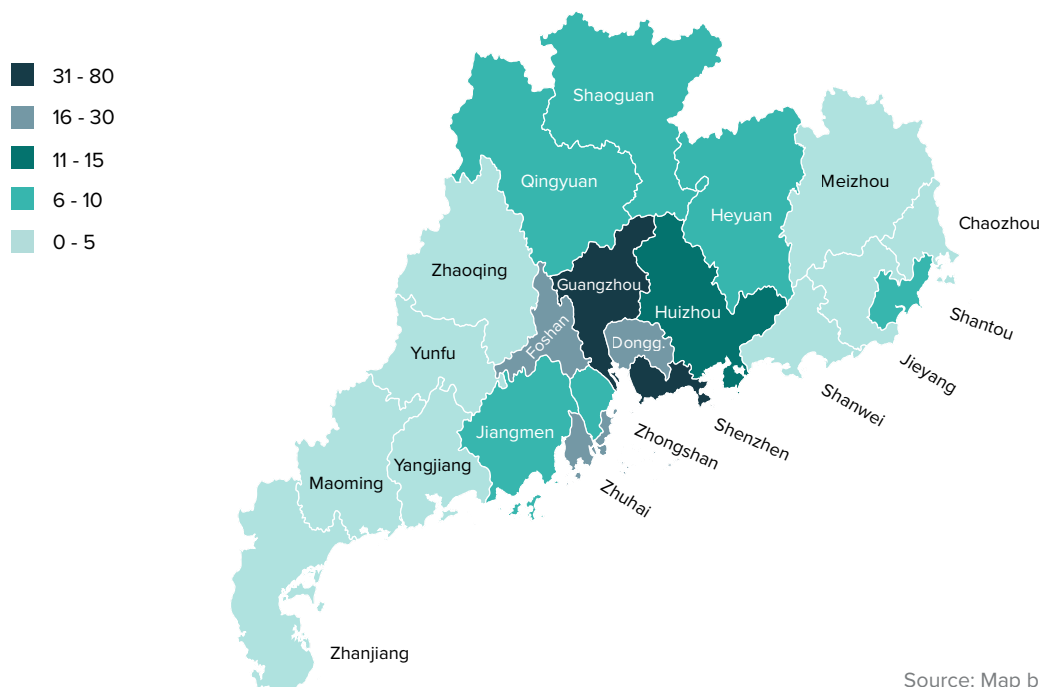 31 - 80
16 - 30
11 - 15
6 - 10
0 - 5
Shaoguan
Qingyuan
Meizhou
Heyuan
Chaozhou
Zhaoqing
Guangzhou
Huizhou
Shantou
Foshan
Dongg.
Yunfu
Jieyang
Shanwei
Jiangmen
Shenzhen
Zhongshan
Yangjiang
Maoming
Zhuhai
Zhanjiang
Source: Map b